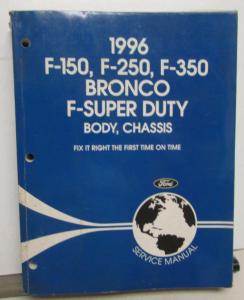 1996
F-150, F-250, F-350
BRONCO
F-SUPER DUTY
BODY, CHASSIS
FIX IT RIGHT THE FIRST TIME ON TIME
Ford
SERVICE MANUAL